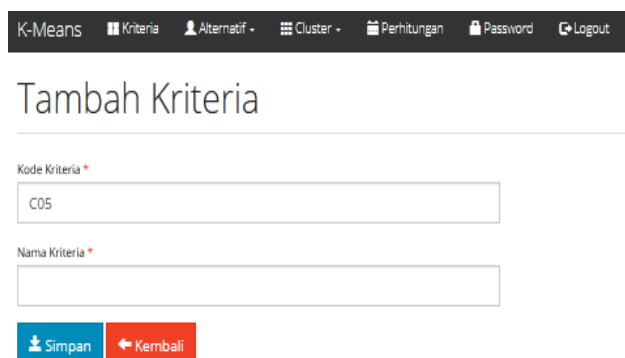 K-Means Kriteria Alternatif Cluster Perhitungan Password Logout
Tambah Kriteria
Kode Kriteria *
C05
Nama Kriteria *
Simpan Kembali